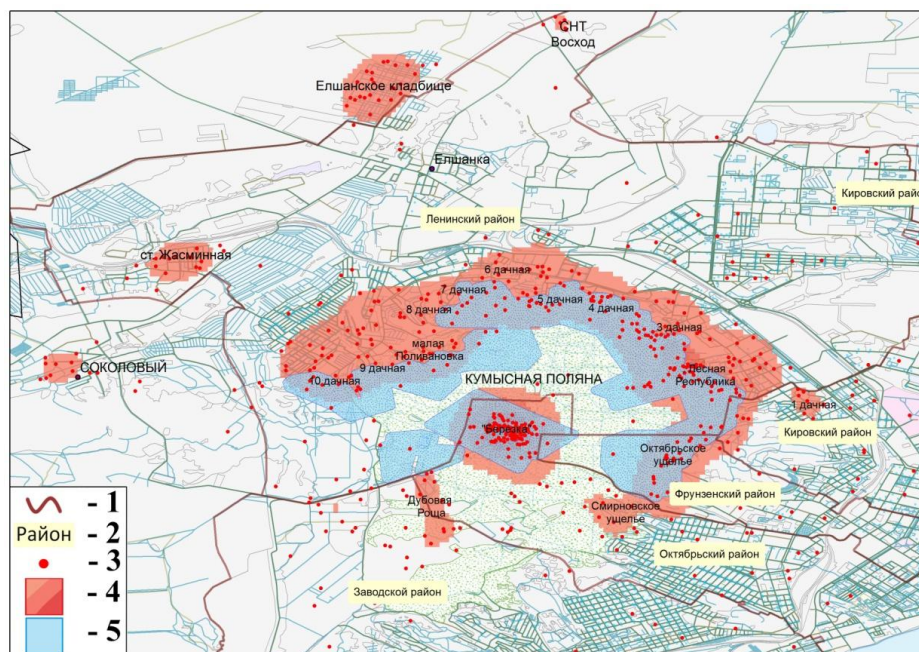 СНТ
Восход
Елшанское кладбище
Елшанка
Кировский райо
Ленинский район
ст. Жасминная
6 дачная
7 дачная
5 дачная
8 дачная
4 дачная
3 дачная
малая
Поливановка
СОКОЛОВЫЙ
9 дачная
10 дачная
КУМЫСНАЯ ПОЛЯНА
Лесная
Республика
1 дачная
"Березка"
Кировский район
Октябрьское
ущелье
Фрунзенский район
Дубовая
Роща
Смирновское
ущелье
Октябрьский район
Заводской район
- 1
Район - 2
- 3
- 4
- 5